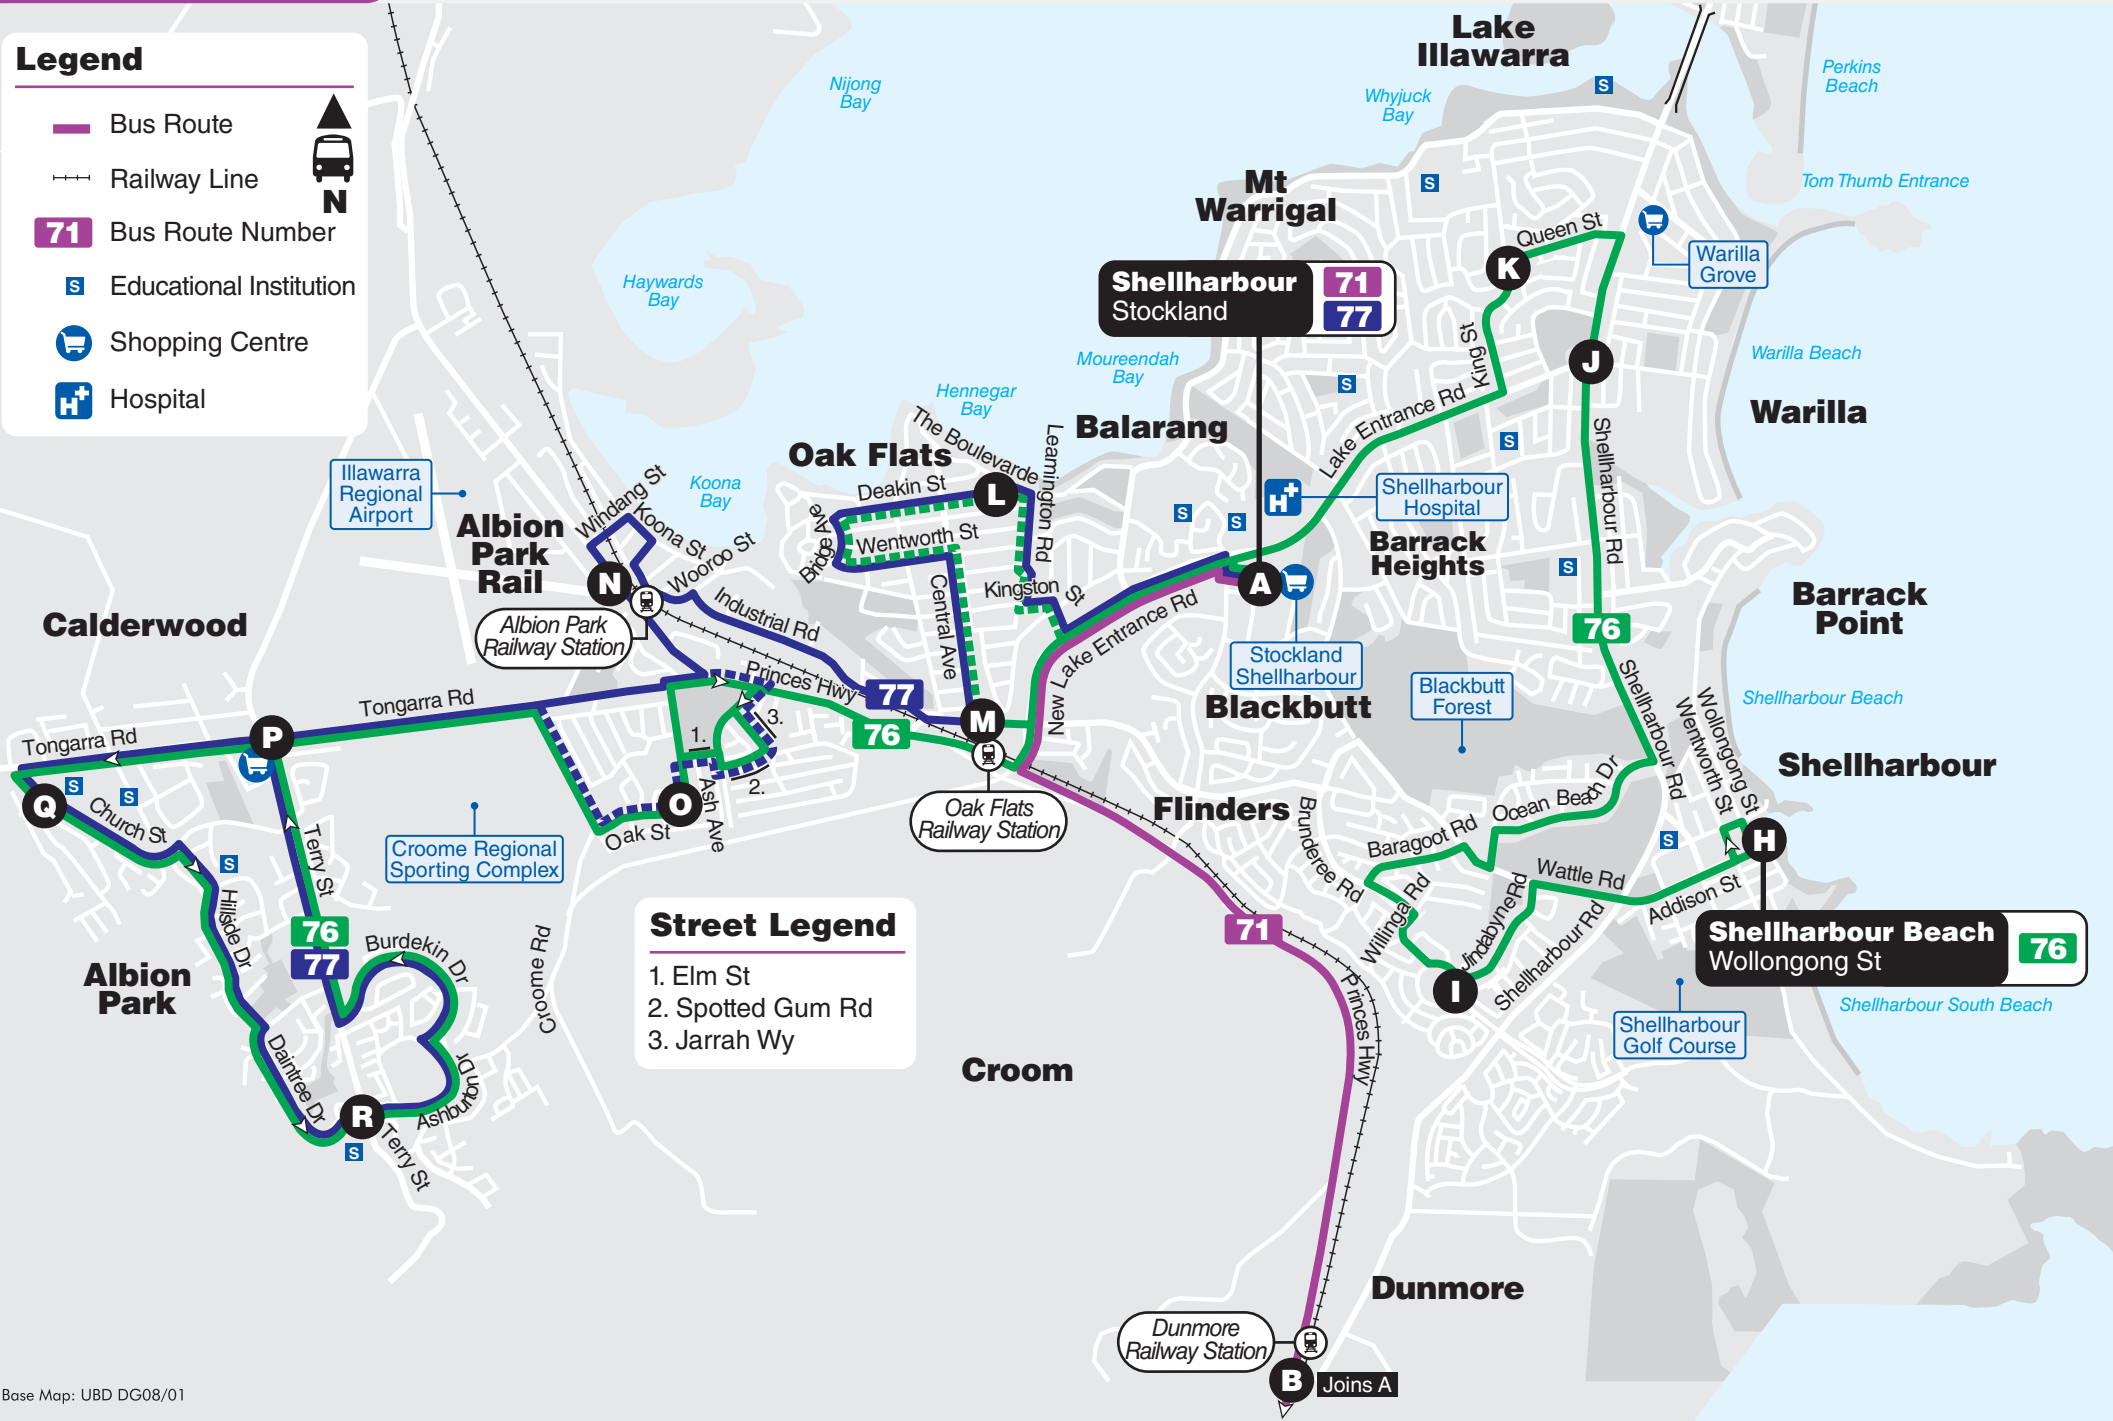 Legend
Bus Route
Railway Line
N
71 Bus Route Number
S Educational Institution
Shopping Centre
H Hospital
Lake
Illawarra
Nijong
Bay
Whyjuck
Bay
Perkins
Beach
S
Tom Thumb Entrance
S
Mt
Warrigal
Queen St
K
Warilla
Grove
Haywards
Bay
Shellharbour
Stockland
71
77
King St
J
Warilla Beach
Moureendah
Bay
S
Hennegar
Bay
Warilla
Balarang
Lake Entrance Rd
S
The Boulevarde
Leamington Rd
Oak Flats
Shellharbour Rd
Illawarra
Regional
Airport
Koona
Bay
Deakin St
L
H
Shellharbour
Hospital
Windang St
Koona St
Albion
Park
Rail
Bridge Ave
Wentworth St
S
S
Barrack
Heights
S
Wooroo St
N
Kingston St
A
Barrack
Point
Industrial Rd
Central Ave
Calderwood
Albion Park
Railway Station
New Lake Entrance Rd
76
Stockland
Shellharbour
Princes Hwy
77
Blackbutt
Blackbutt
Forest
Shellharbour Rd
Wollongong St
Wentworth St
Shellharbour Beach
Tongarra Rd
P
Tongarra Rd
M
76
1.
3.
2.
Shellharbour
Q
S
S
Church St
O
Ash Ave
Oak St
Oak Flats
Railway Station
Flinders
Ocean Beach Dr
Baragoot Rd
Brunderee Rd
S
H
Croome Regional
Sporting Complex
Terry St
S
Hillside Dr
Wattle Rd
Willinga Rd
Jindabyne Rd
Addison St
Shellharbour Rd
71
76
77
Burdekin Dr
Street Legend
1. Elm St
2. Spotted Gum Rd
3. Jarrah Wy
Shellharbour Beach
Wollongong St
76
Albion
Park
Croome Rd
I
Princes Hwy
Shellharbour South Beach
Shellharbour
Golf Course
Daintree Dr
Ashburton Dr
Croom
R
Terry St
S
Dunmore
Dunmore
Railway Station
B
Joins A
Base Map: UBD DG08/01